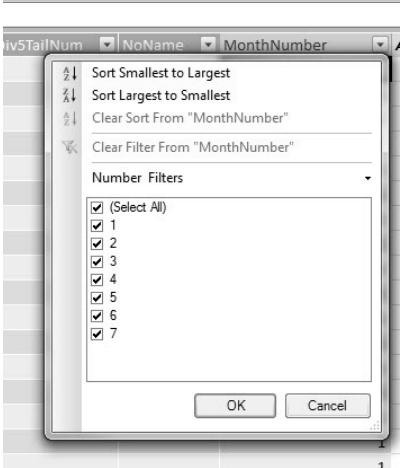 iv5TailNum NoName MonthNumber
Sort Smallest to Largest
Sort Largest to Smallest
Clear Sort From "MonthNumber"
Clear Filter From "MonthNumber"
Number Filters
(Select All)
1
2
3
4
5
6
7
OK Cancel
1
1